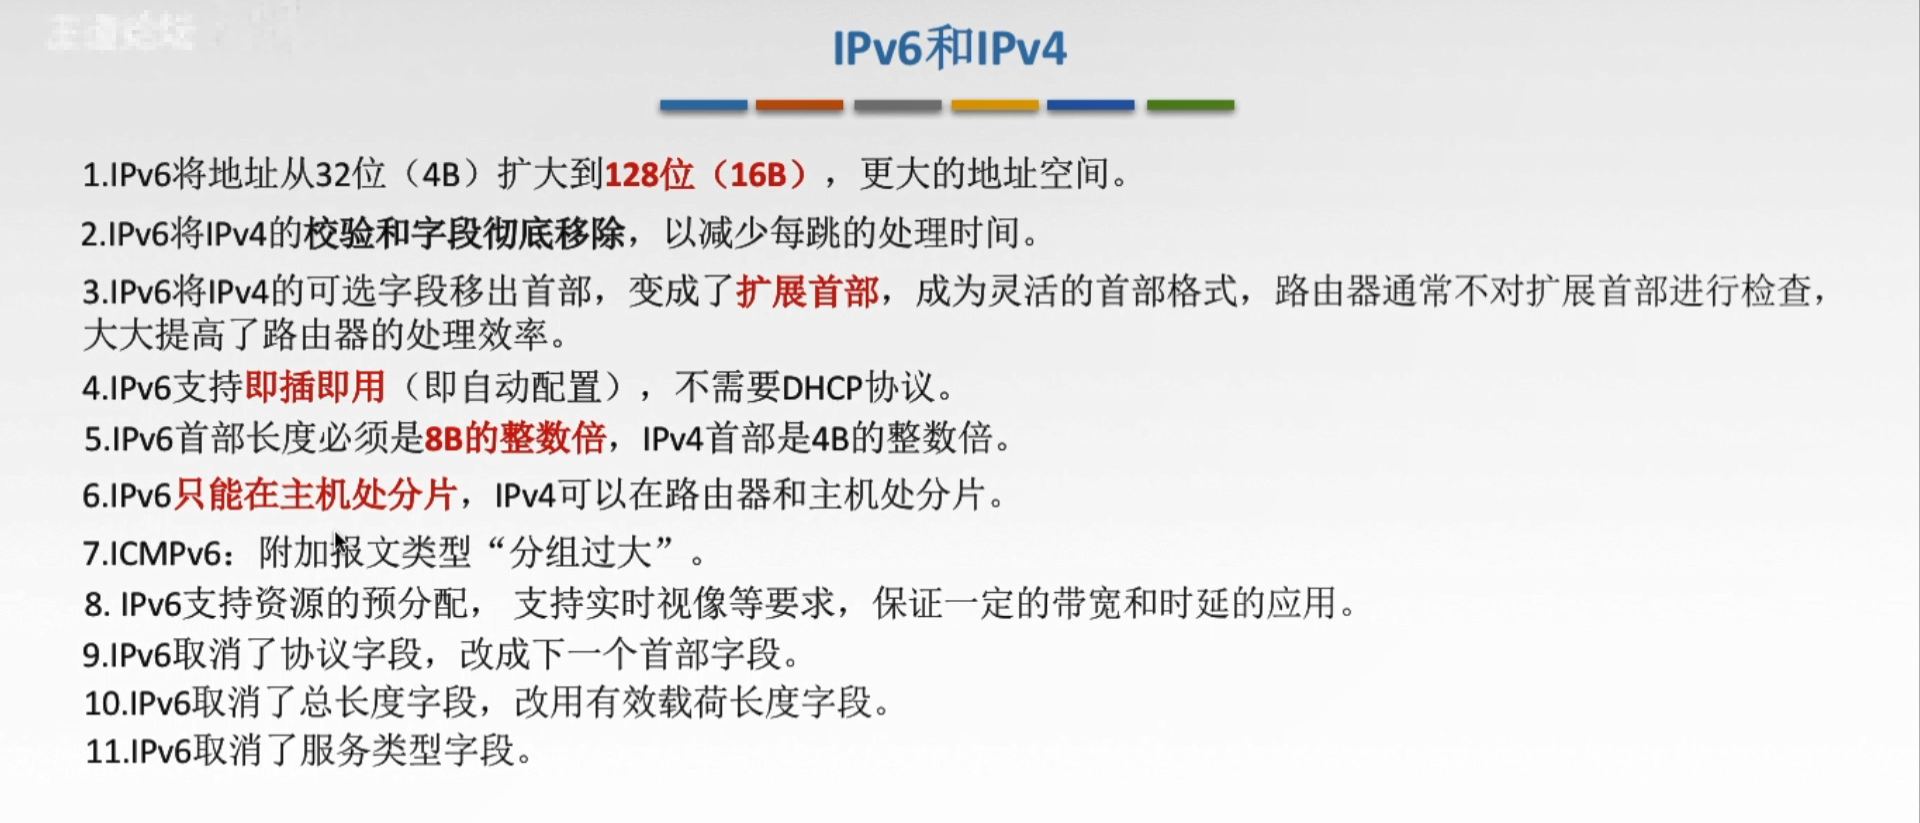 IPv6和IPv4
1.IPv6将地址从32位（4B）扩大到128位（16B），更大的地址空间。
2.IPv6将IPv4的校验和字段彻底移除，以减少每跳的处理时间。
3.IPv6将IPv4的可选字段移出首部，变成了扩展首部，成为灵活的首部格式，路由器通常不对扩展首部进行检查，
大大提高了路由器的处理效率。
4.IPv6支持即插即用（即自动配置），不需要DHCP协议。
5.IPv6首部长度必须是8B的整数倍，IPv4首部是4B的整数倍。
6.IPv6只能在主机处分片，IPv4可以在路由器和主机处分片。
7.ICMPv6：附加报文类型“分组过大”。
8. IPv6支持资源的预分配， 支持实时视像等要求，保证一定的带宽和时延的应用。
9.IPv6取消了协议字段，改成下一个首部字段。
10.IPv6取消了总长度字段，改用有效载荷长度字段。
11.IPv6取消了服务类型字段。